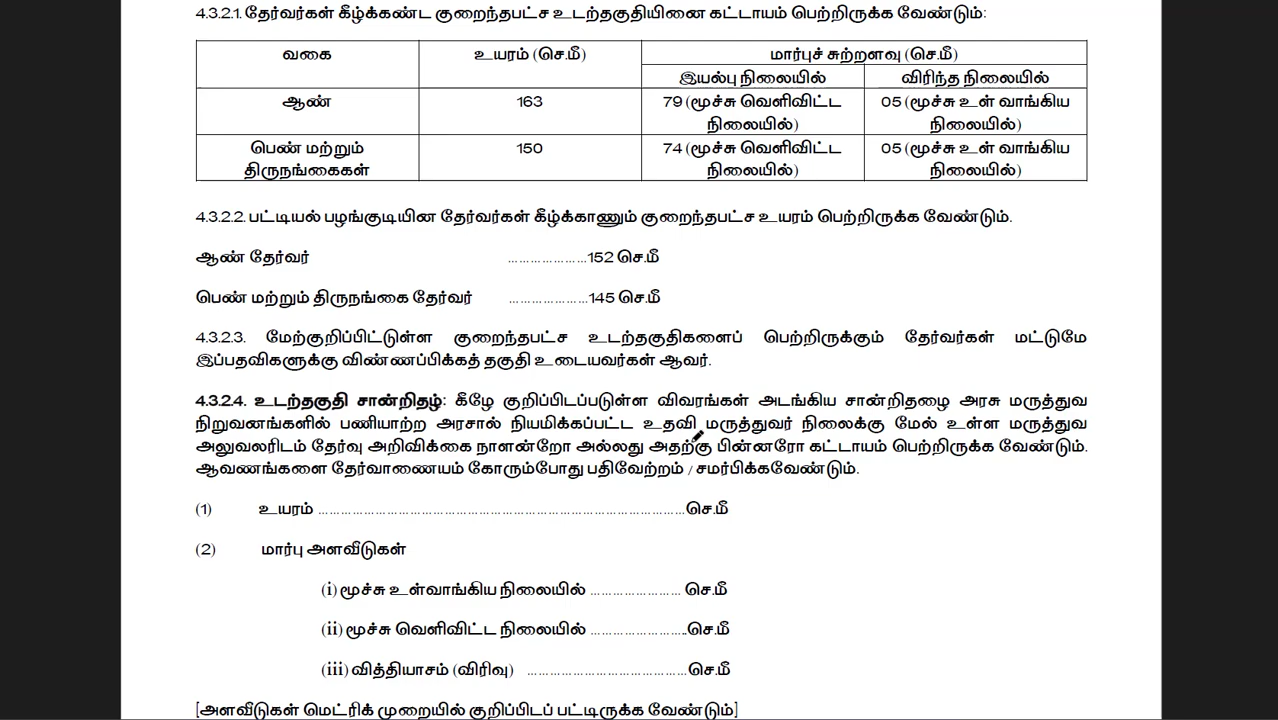 4.3.2.1. தேர்வர்கள் கீழ்க்கண்ட குறைந்தபட்ச உடற்தகுதியினை கட்டாயம் பெற்றிருக்க வேண்டும்:
வகை உயரம் (செ.மீ) மார்புச் சுற்றளவு (செ.மீ)
இயல்பு நிலையில் விரிந்த நிலையில்
ஆண் 163 79 (மூச்சு வெளிவிட்ட 05 (மூச்சு உள் வாங்கிய
நிலையில்) நிலையில்)
பெண் மற்றும் 150 74 (மூச்சு வெளிவிட்ட 05 (மூச்சு உள் வாங்கிய
திருநங்கைகள் நிலையில்) நிலையில்)
4.3.2.2. பட்டியல் பழங்குடியின தேர்வர்கள் கீழ்க்காணும் குறைந்தபட்ச உயரம் பெற்றிருக்க வேண்டும்.
ஆண் தேர்வர் …………………152 செ.மீ
பெண் மற்றும் திருநங்கை தேர்வர் …………………145 செ.மீ
4.3.2.3. மேற்குறிப்பிட்டுள்ள குறைந்தபட்ச உடற்தகுதிகளைப் பெற்றிருக்கும் தேர்வர்கள் மட்டுமே
இப்பதவிகளுக்கு விண்ணப்பிக்கத் தகுதி உடையவர்கள் ஆவர்.
4.3.2.4. உடற்தகுதி சான்றிதழ்: கீழே குறிப்பிடப்படுள்ள விவரங்கள் அடங்கிய சான்றிதழை அரசு மருத்துவ
நிறுவனங்களில் பணியாற்ற அரசால் நியமிக்கப்பட்ட உதவி மருத்துவர் நிலைக்கு மேல் உள்ள மருத்துவ
அலுவலரிடம் தேர்வு அறிவிக்கை நாளன்றோ அல்லது அதற்கு பின்னரோ கட்டாயம் பெற்றிருக்க வேண்டும்.
ஆவணங்களை தேர்வாணையம் கோரும்போது பதிவேற்றம் / சமர்பிக்கவேண்டும்.
(1) உயரம் ……………………………………………………………………………………செ.மீ
(2) மார்பு அளவீடுகள்
(i) மூச்சு உள்வாங்கிய நிலையில் …………………… செ.மீ
(ii) மூச்சு வெளிவிட்ட நிலையில் ……………………..செ.மீ
(iii) வித்தியாசம் (விரிவு) ……………………………………செ.மீ
[அளவீடுகள் மெட்ரிக் முறையில் குறிப்பிடப் பட்டிருக்க வேண்டும்]